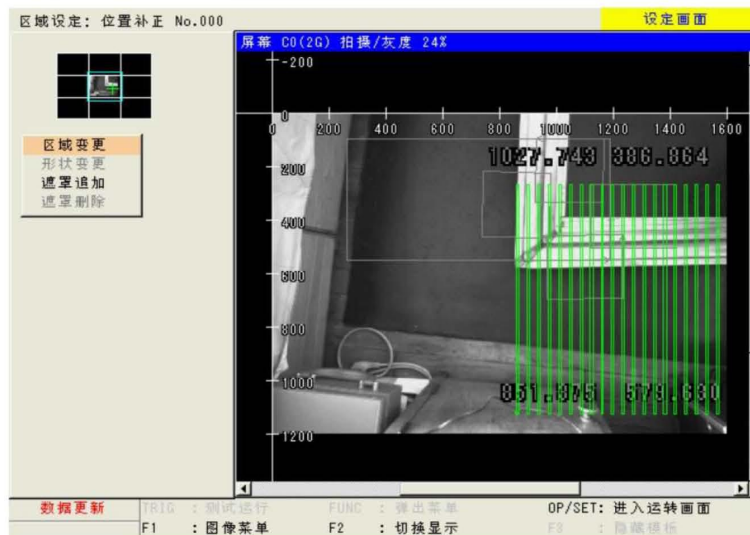 区域设定: 位置补正 No.000
设定画面
屏幕 C0(2G) 拍摄/灰度 24%
区域变更
形状变更
遮罩追加
遮罩删除
-200
0
0 200 400 600 800 1000 1200 1400 1600
200
400
600
800
1000
1200
1027.743 386.864
数据更新
TRIG : 测试运行
FUNC : 弹出菜单
OP/SET: 进入运转画面
F1 : 图像菜单
F2 : 切换显示
F3 : 隐藏模板